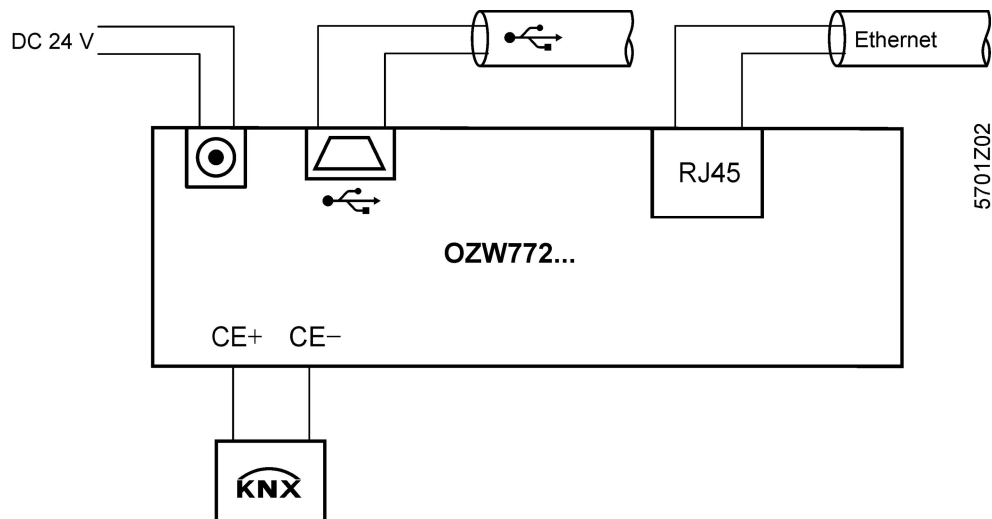 DC 24 V
Ethernet
RJ45
5701Z02
OZW772...
CE+ CE−
KNX